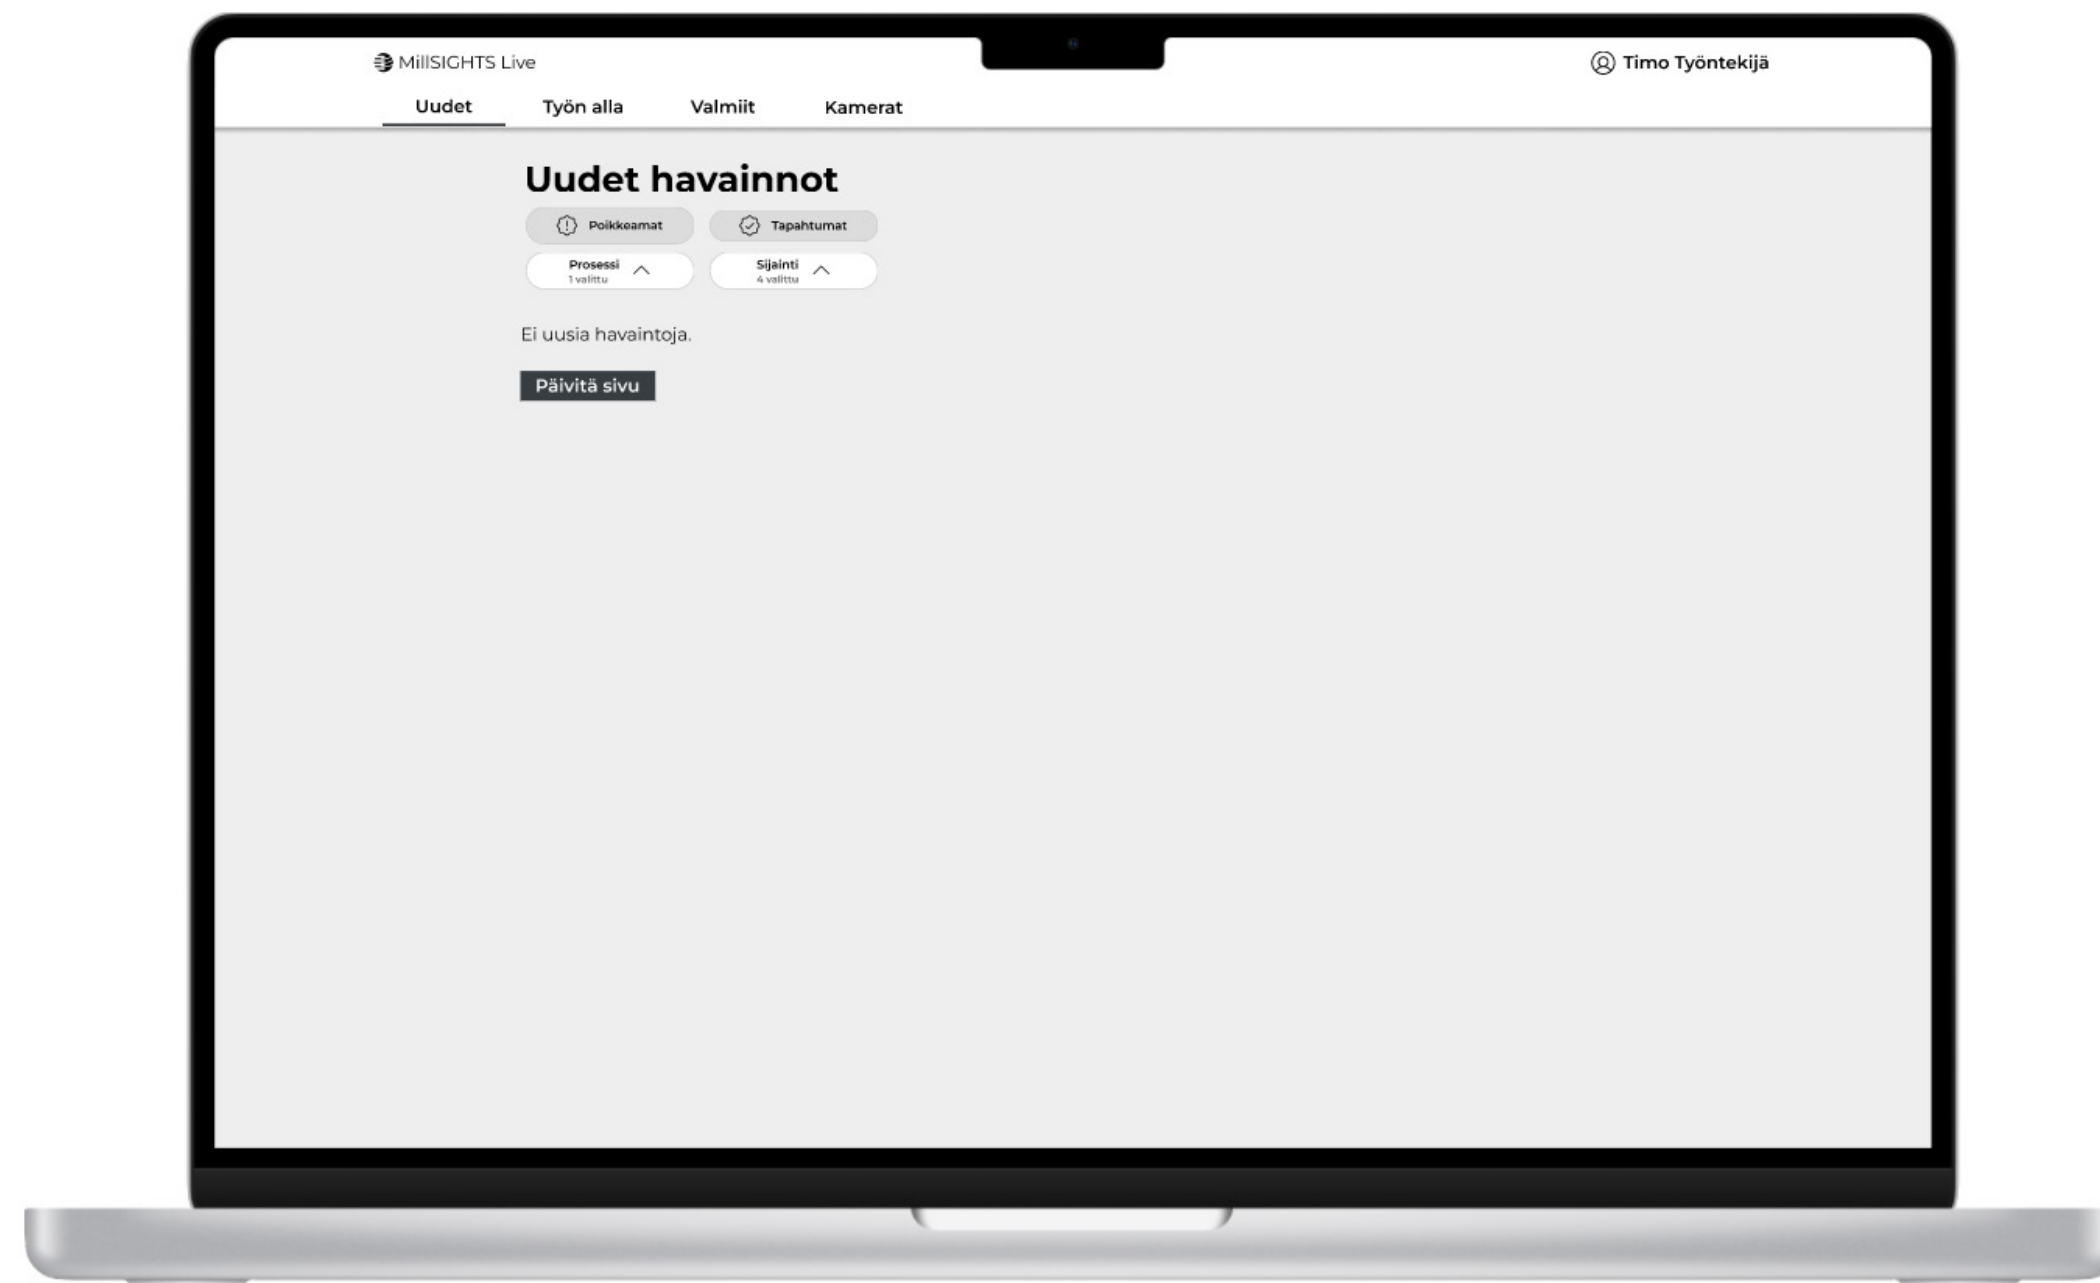 MillSIGHTS Live
Timo Työntekijä
Uudet
Työn alla
Valmiit
Kamerat
Uudet havainnot
Poikkeamat
Tapahtumat
Prosessi
1 valittu
Sijainti
4 valittu
Ei uusia havaintoja.
Päivitä sivu